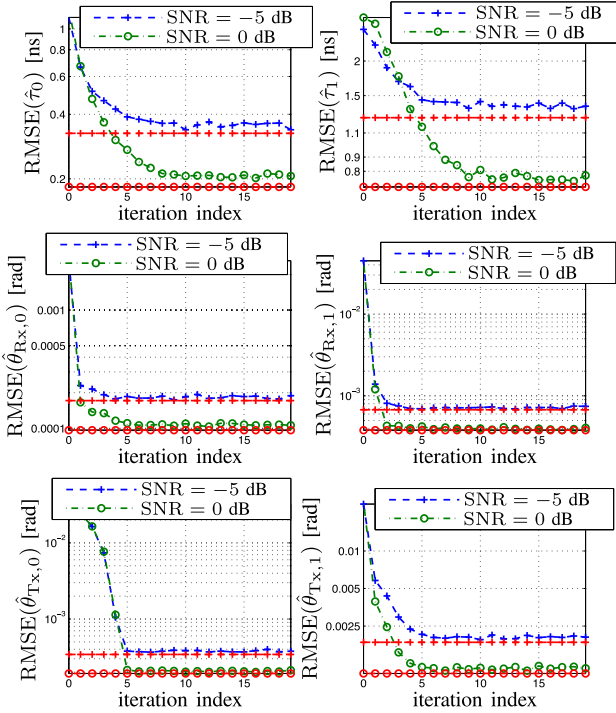 SNR = −5 dB
SNR = 0 dB
RMSE(τ̂₀) [ns]
1
0.4
0.2
0 5 10 15
iteration index
SNR = −5 dB
SNR = 0 dB
RMSE(τ̂₁) [ns]
2
1.5
1.1
0.9
0.8
0 5 10 15
iteration index
SNR = −5 dB
SNR = 0 dB
RMSE(θ̂_Rx,0) [rad]
0.001
0.0005
0.0001
0 5 10 15
iteration index
SNR = −5 dB
SNR = 0 dB
RMSE(θ̂_Rx,1) [rad]
10⁻²
10⁻³
0 5 10 15
iteration index
SNR = −5 dB
SNR = 0 dB
RMSE(θ̂_Tx,0) [rad]
10⁻²
10⁻³
0 5 10 15
iteration index
SNR = −5 dB
SNR = 0 dB
RMSE(θ̂_Tx,1) [rad]
0.01
0.005
0.0025
0 5 10 15
iteration index